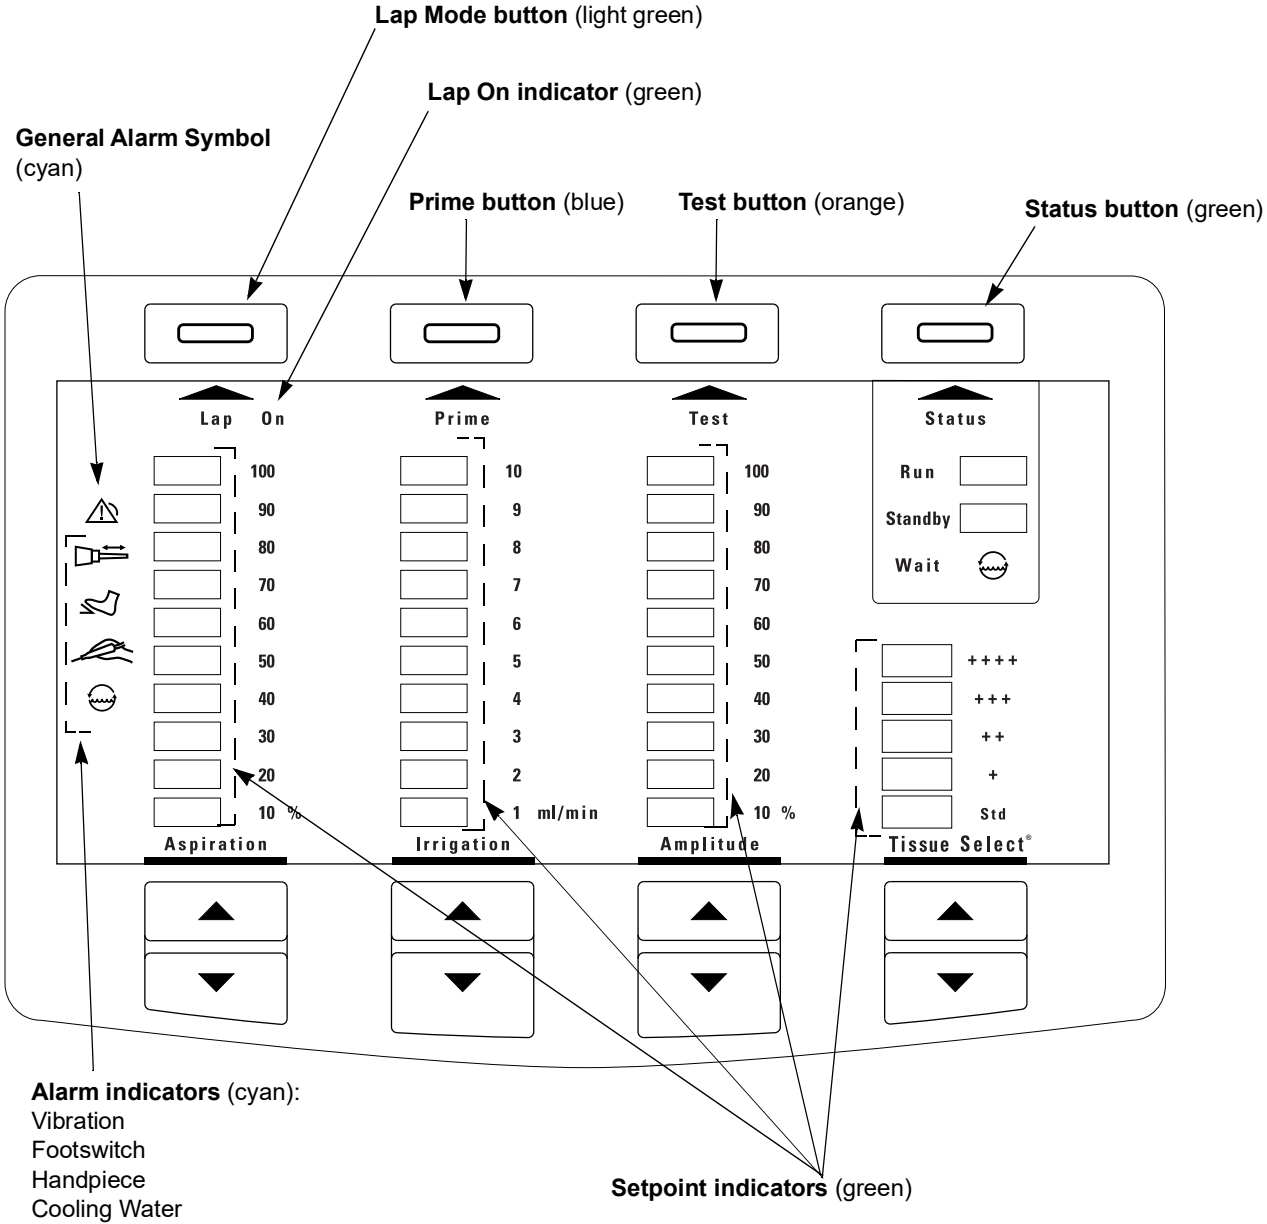 Lap Mode button (light green)
Lap On indicator (green)
General Alarm Symbol
(cyan)
Prime button (blue)
Test button (orange)
Status button (green)
Lap On
Prime
Test
Status
100
90
80
70
60
50
40
30
20
10 %
Aspiration
10
9
8
7
6
5
4
3
2
1 ml/min
Irrigation
100
90
80
70
60
50
40
30
20
10 %
Amplitude
Run
Standby
Wait
++++
+++
++
+
Std
Tissue Select®
Alarm indicators (cyan):
Vibration
Footswitch
Handpiece
Cooling Water
Setpoint indicators (green)